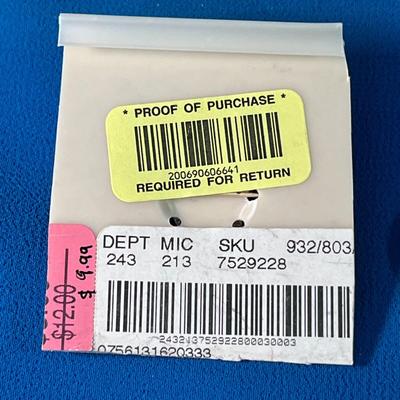 * PROOF OF PURCHASE *
200690606641
REQUIRED FOR RETURN
DEPT MIC SKU 932/803/
243 213 7529228
243243752922800030003
0756131620333
$12.00
$ 9.99